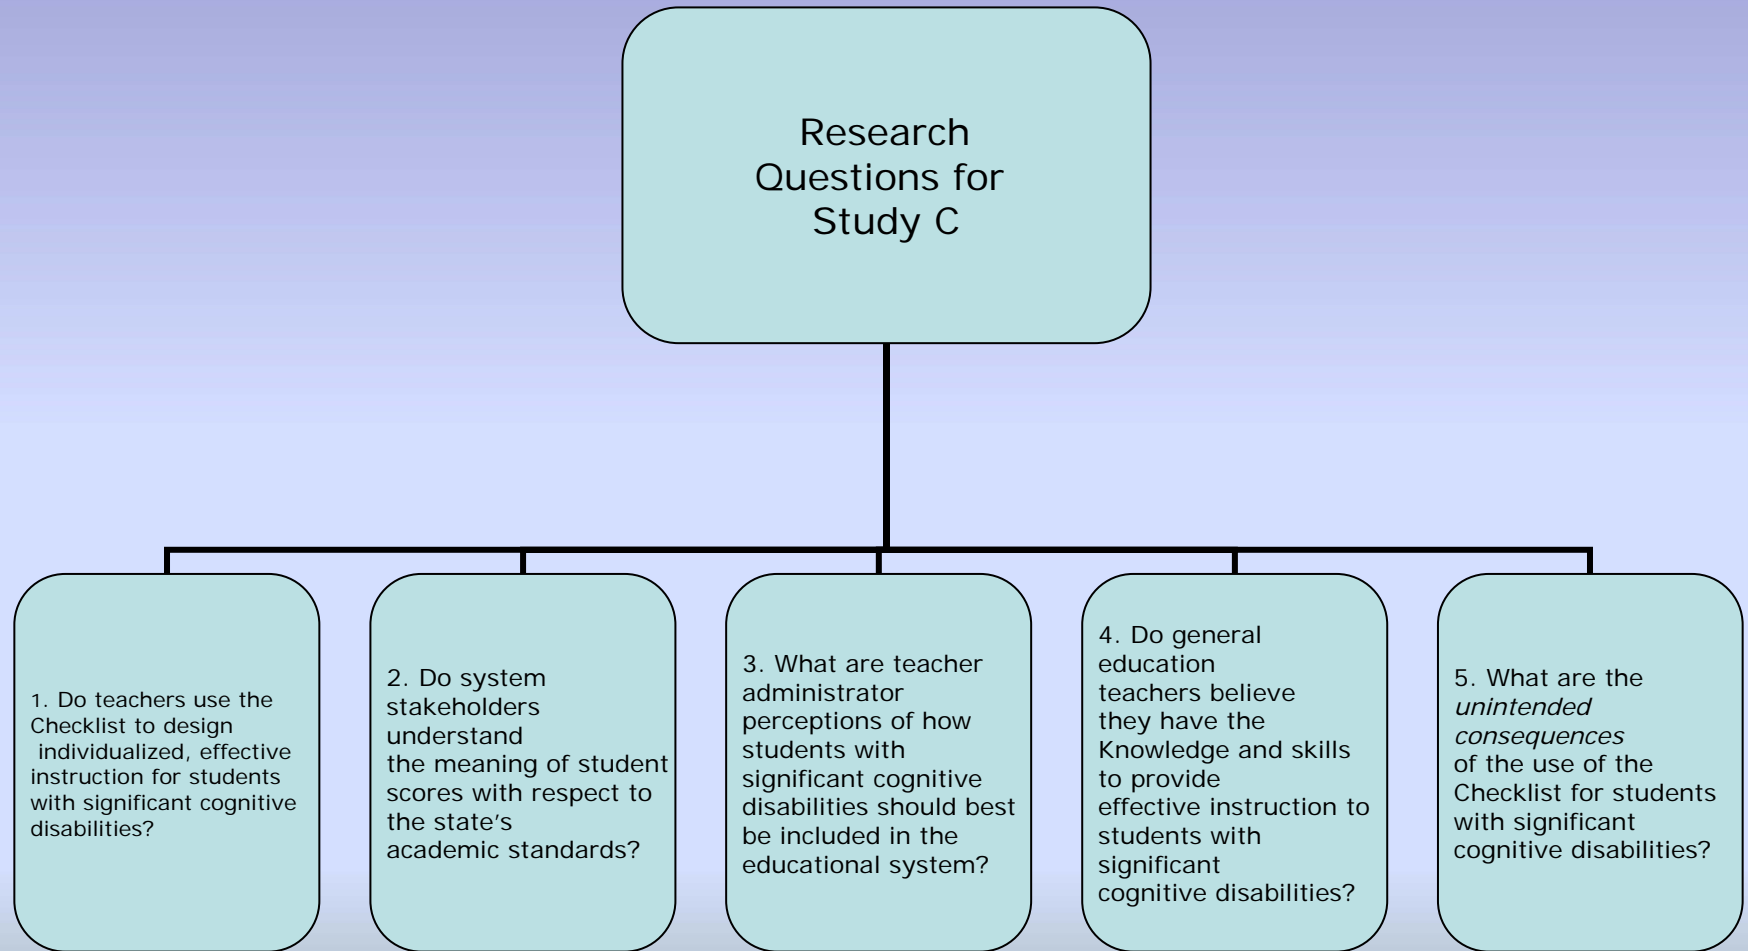 Research
Questions for
Study C
1. Do teachers use the
Checklist to design
individualized, effective
instruction for students
with significant cognitive
disabilities?
2. Do system
stakeholders
understand
the meaning of student
scores with respect to
the state's
academic standards?
3. What are teacher
administrator
perceptions of how
students with
significant cognitive
disabilities should best
be included in the
educational system?
4. Do general
education
teachers believe
they have the
Knowledge and skills
to provide
effective instruction to
students with
significant
cognitive disabilities?
5. What are the
unintended
consequences
of the use of the
Checklist for students
with significant
cognitive disabilities?